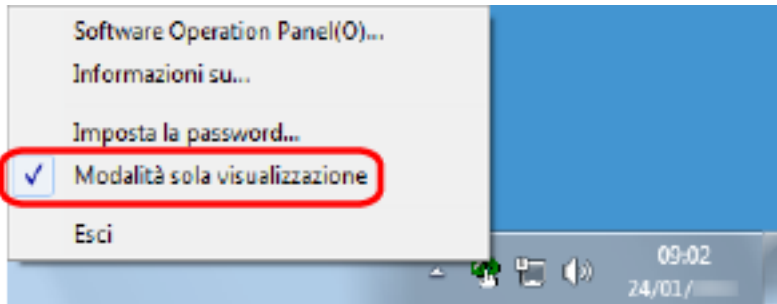 Software Operation Panel(O)...
Informazioni su...
Imposta la password...
Modalità sola visualizzazione
Esci
09:02
24/01/